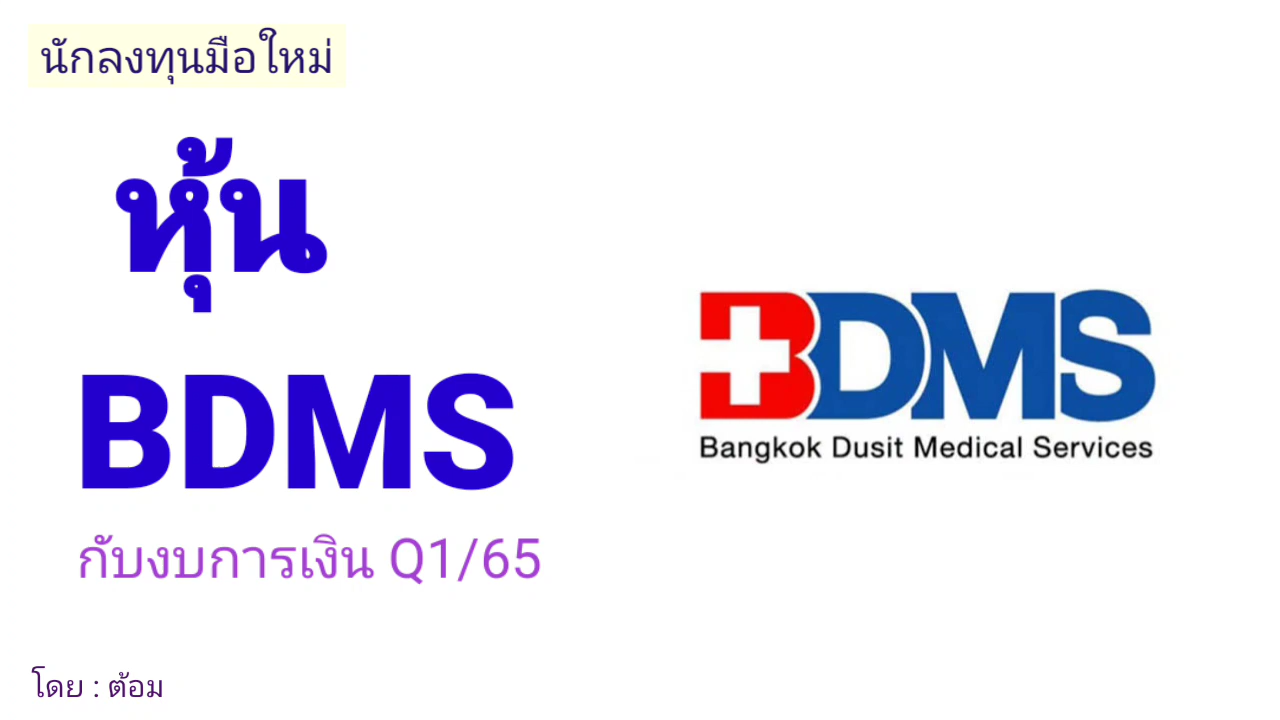 นักลงทุนมือใหม่
หุ้น
BDMS
กับงบการเงิน Q1/65
BDMS
Bangkok Dusit Medical Services
โดย : ต้อม